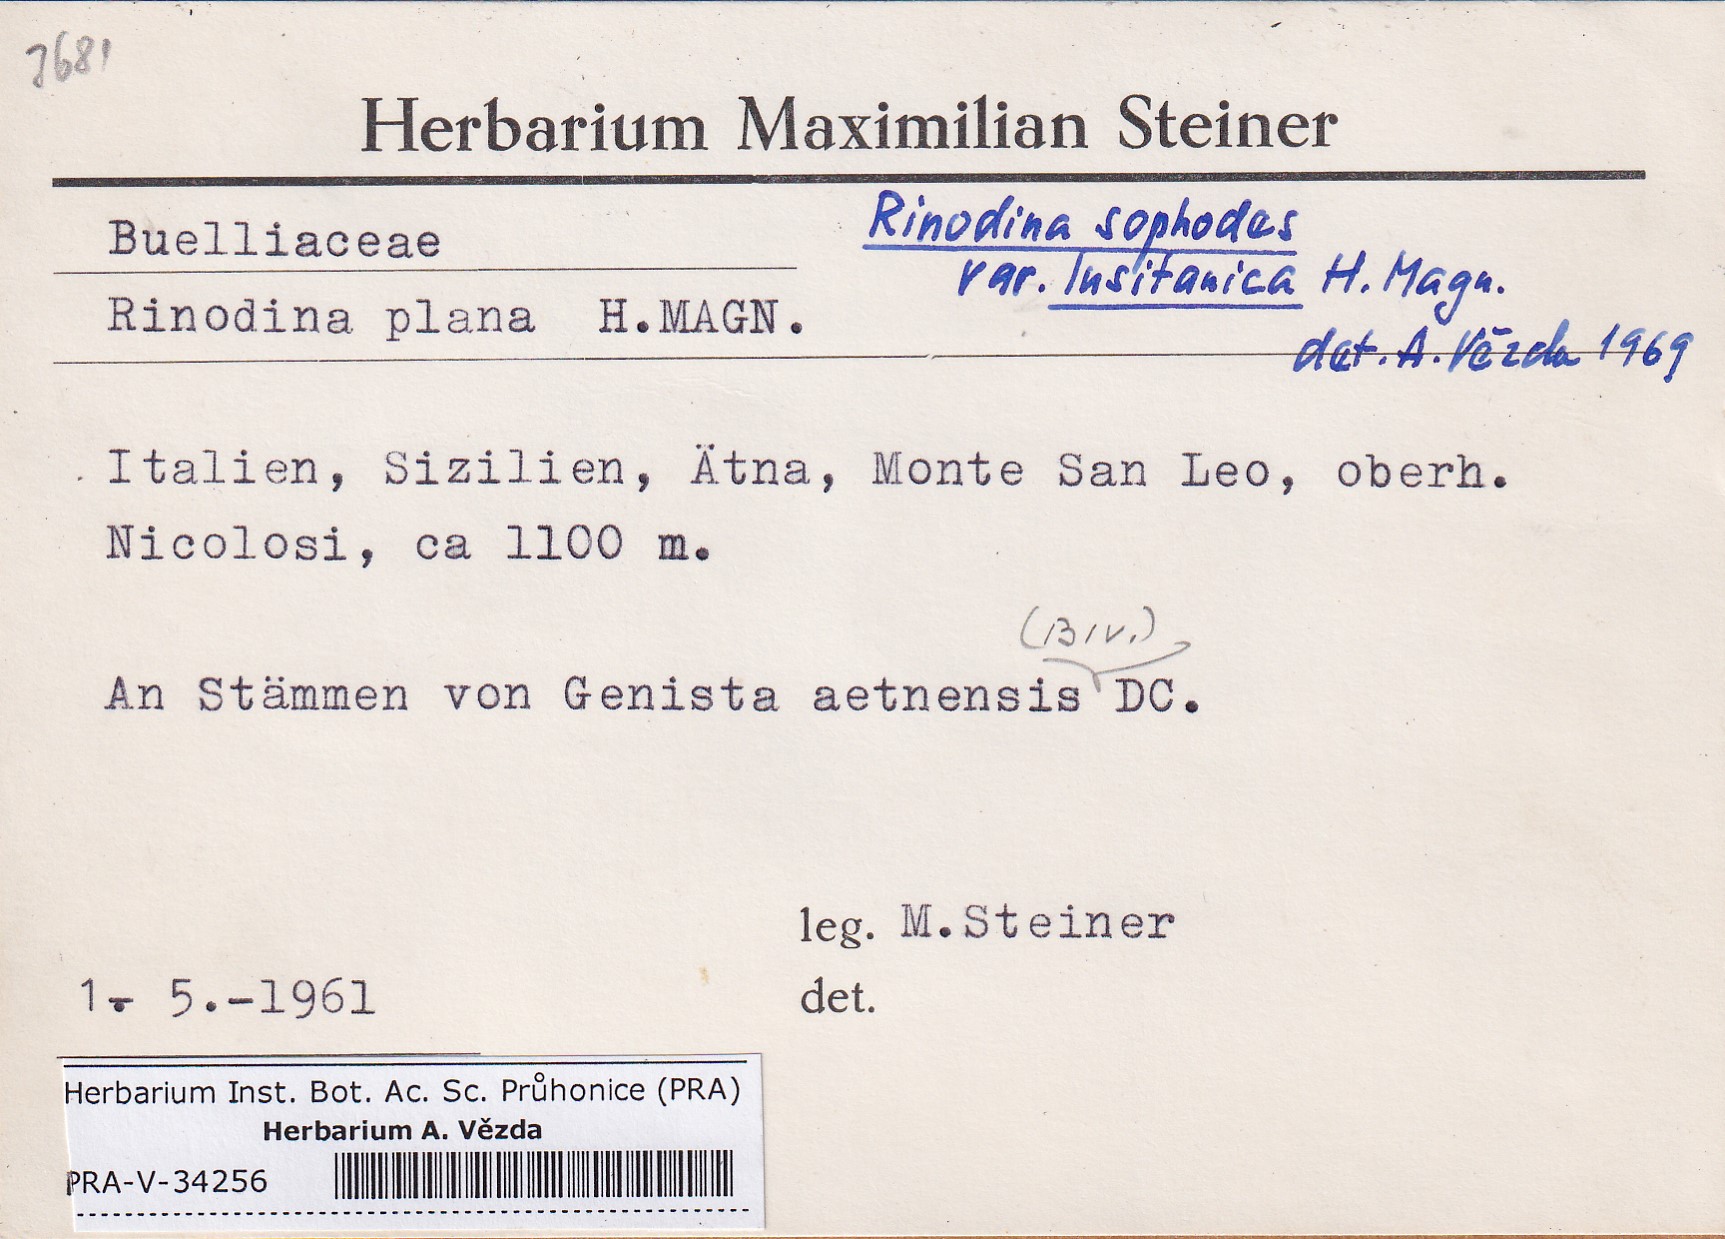 7681
Herbarium Maximilian Steiner
Buelliaceae
Rinodina sophodes
var. lusitanica H. Magn.
Rinodina plana H.MAGN.
det. A. Vězda 1969
Italien, Sizilien, Ätna, Monte San Leo, oberh.
Nicolosi, ca 1100 m.
(Biv.)
An Stämmen von Genista aetnensis DC.
leg. M.Steiner
1.- 5.-1961
det.
Herbarium Inst. Bot. Ac. Sc. Průhonice (PRA)
Herbarium A. Vězda
PRA-V-34256